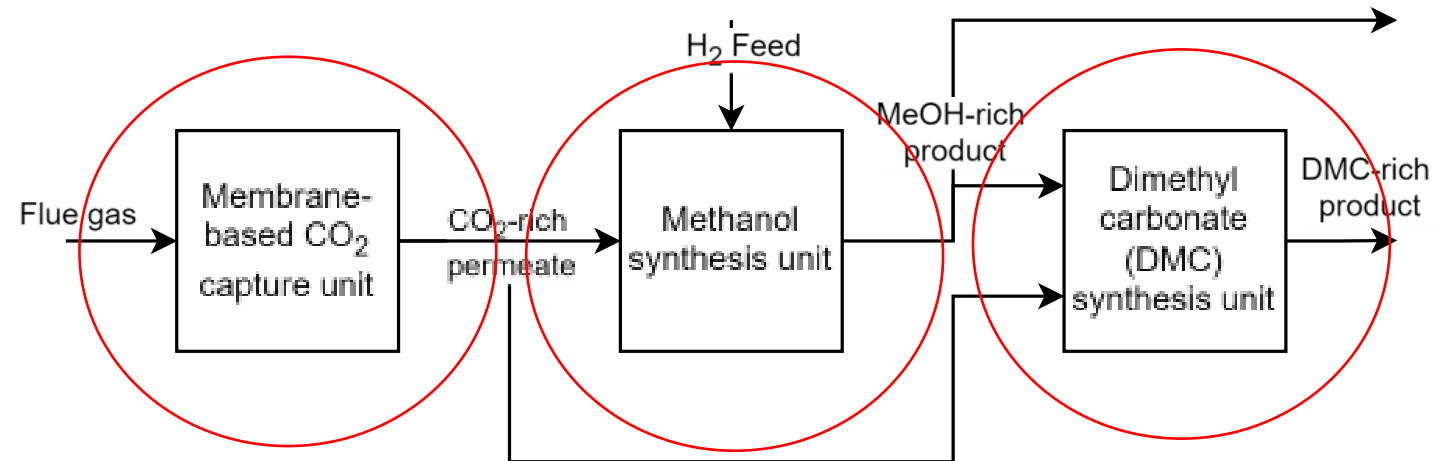 H₂ Feed
MeOH-rich
product
Flue gas
Membrane-
based CO₂
capture unit
CO₂-rich
permeate
Methanol
synthesis unit
Dimethyl
carbonate
(DMC)
synthesis unit
DMC-rich
product